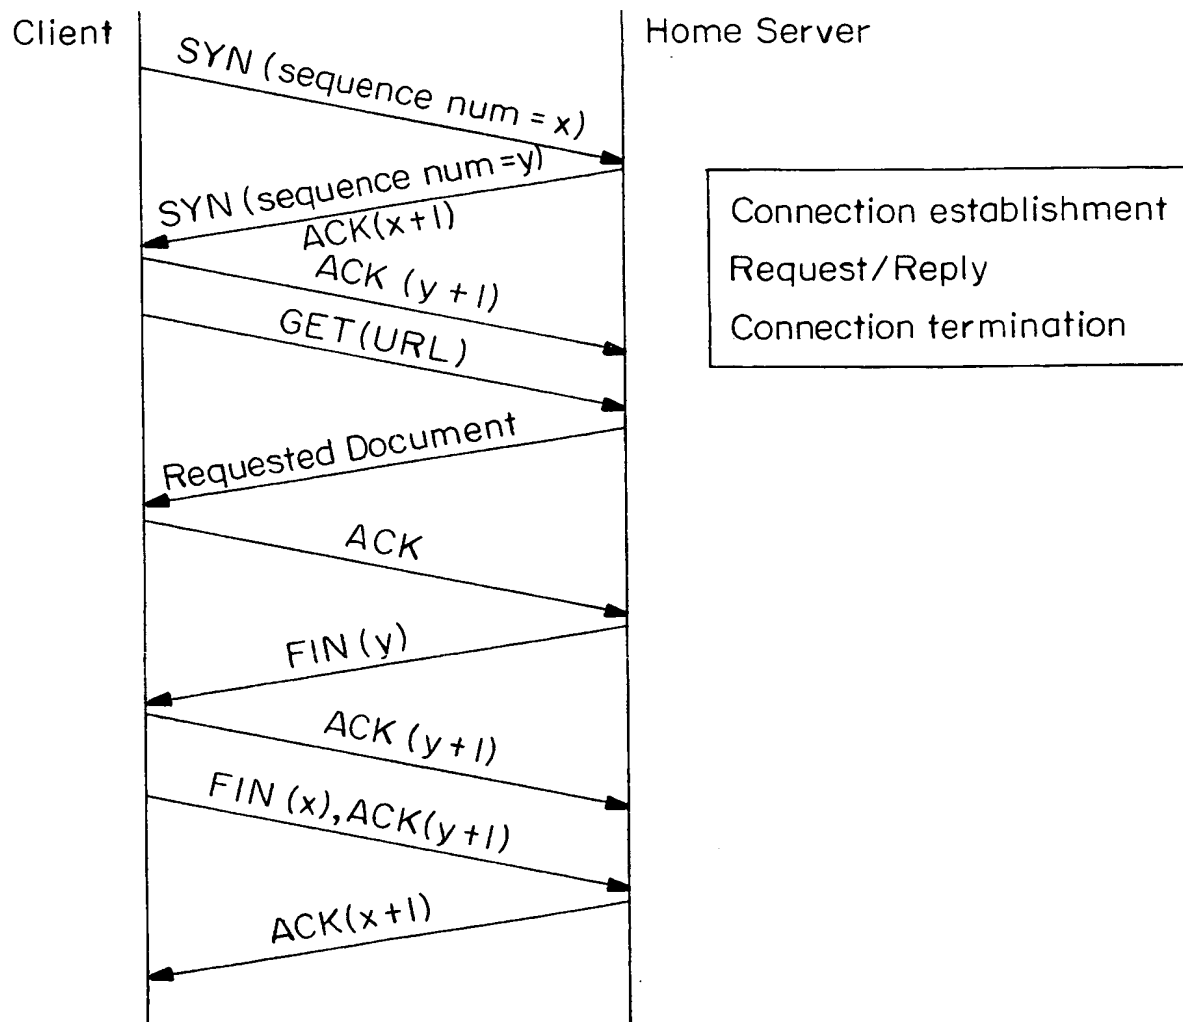 Client
Home Server
SYN (sequence num = x)
SYN (sequence num=y)
ACK(x+1)
ACK (y+1)
GET(URL)
Requested Document
ACK
FIN (y)
ACK (y+1)
FIN (x), ACK(y+1)
ACK(x+1)
Connection establishment
Request/Reply
Connection termination